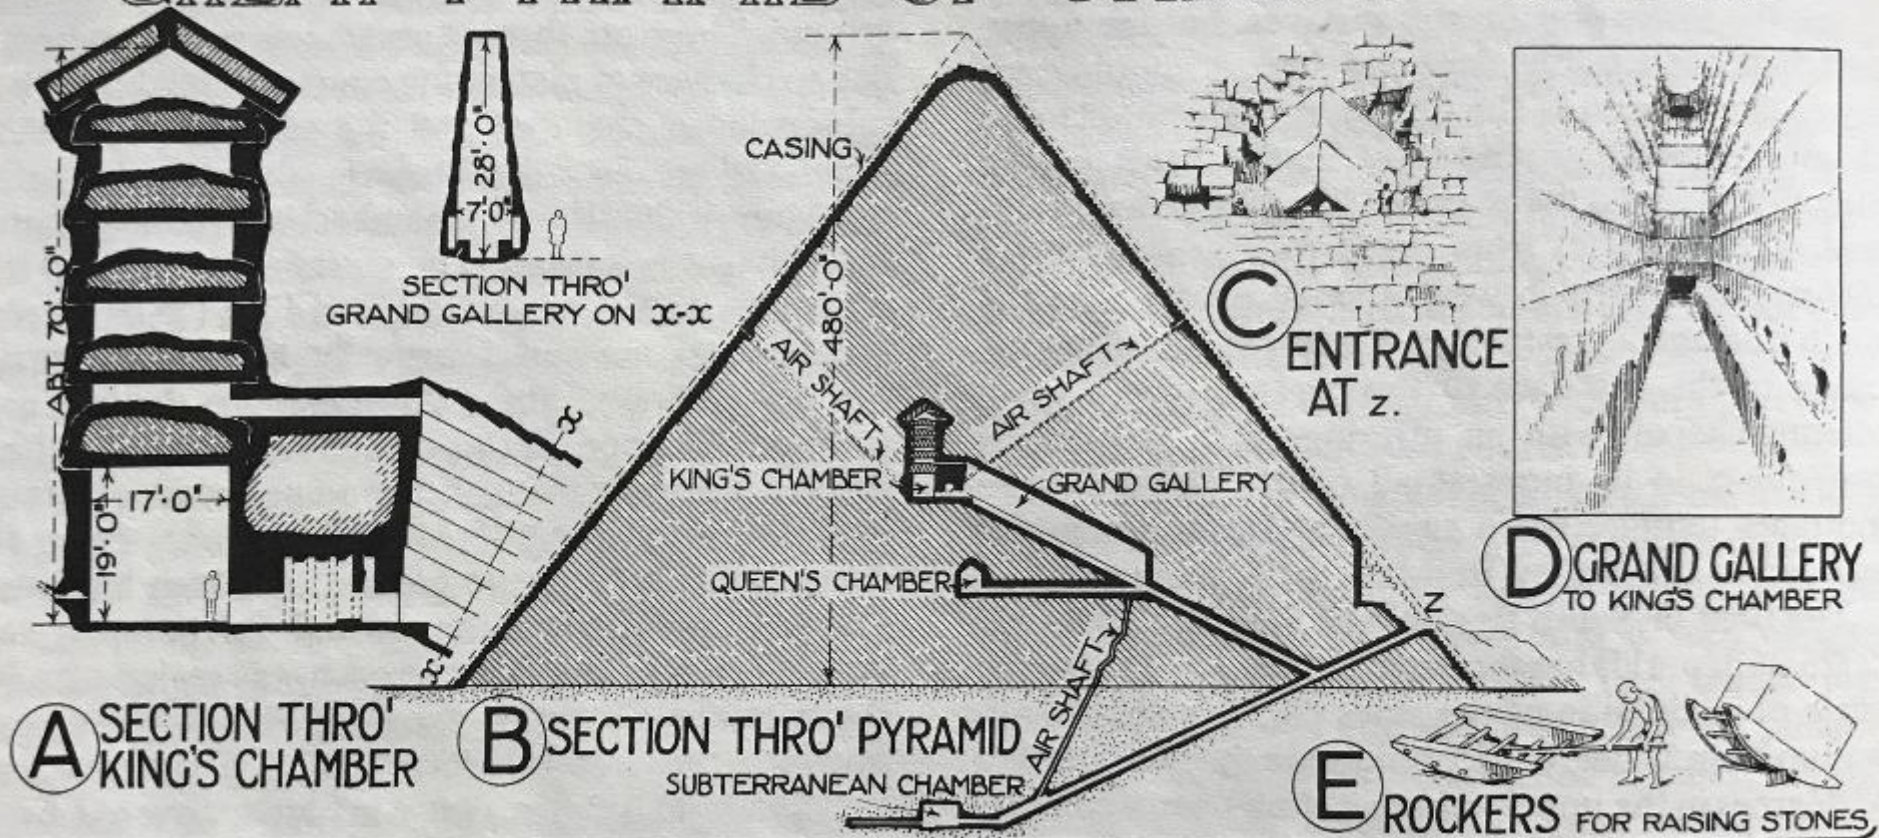 ABT 70'. 0"
17'·0"
19'. 0"
x
x
28'. 0"
7'.0"
SECTION THRO'
GRAND GALLERY ON x-x
CASING
480'·0"
AIR SHAFT
AIR SHAFT
KING'S CHAMBER
GRAND GALLERY
QUEEN'S CHAMBER
Z
AIR SHAFT
SUBTERRANEAN CHAMBER
A SECTION THRO'
KING'S CHAMBER
B SECTION THRO' PYRAMID
C
ENTRANCE
AT z.
D GRAND GALLERY
TO KING'S CHAMBER
E ROCKERS FOR RAISING STONES,